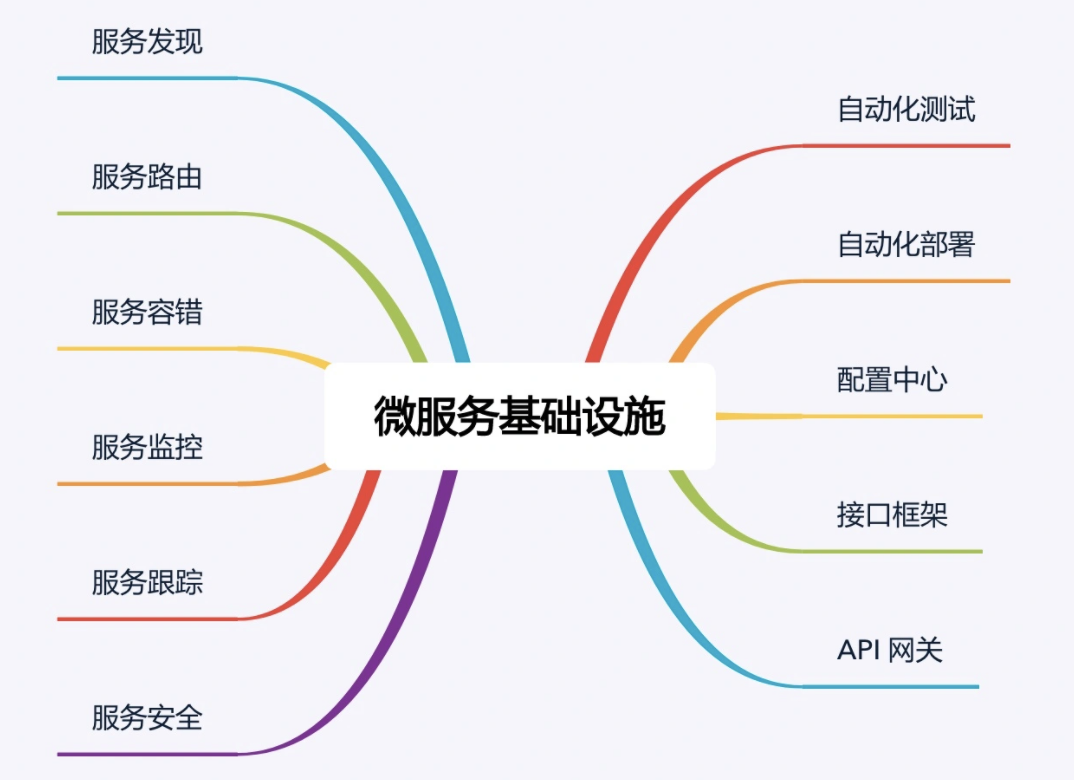 服务发现
服务路由
服务容错
服务监控
服务跟踪
服务安全
微服务基础设施
自动化测试
自动化部署
配置中心
接口框架
API 网关